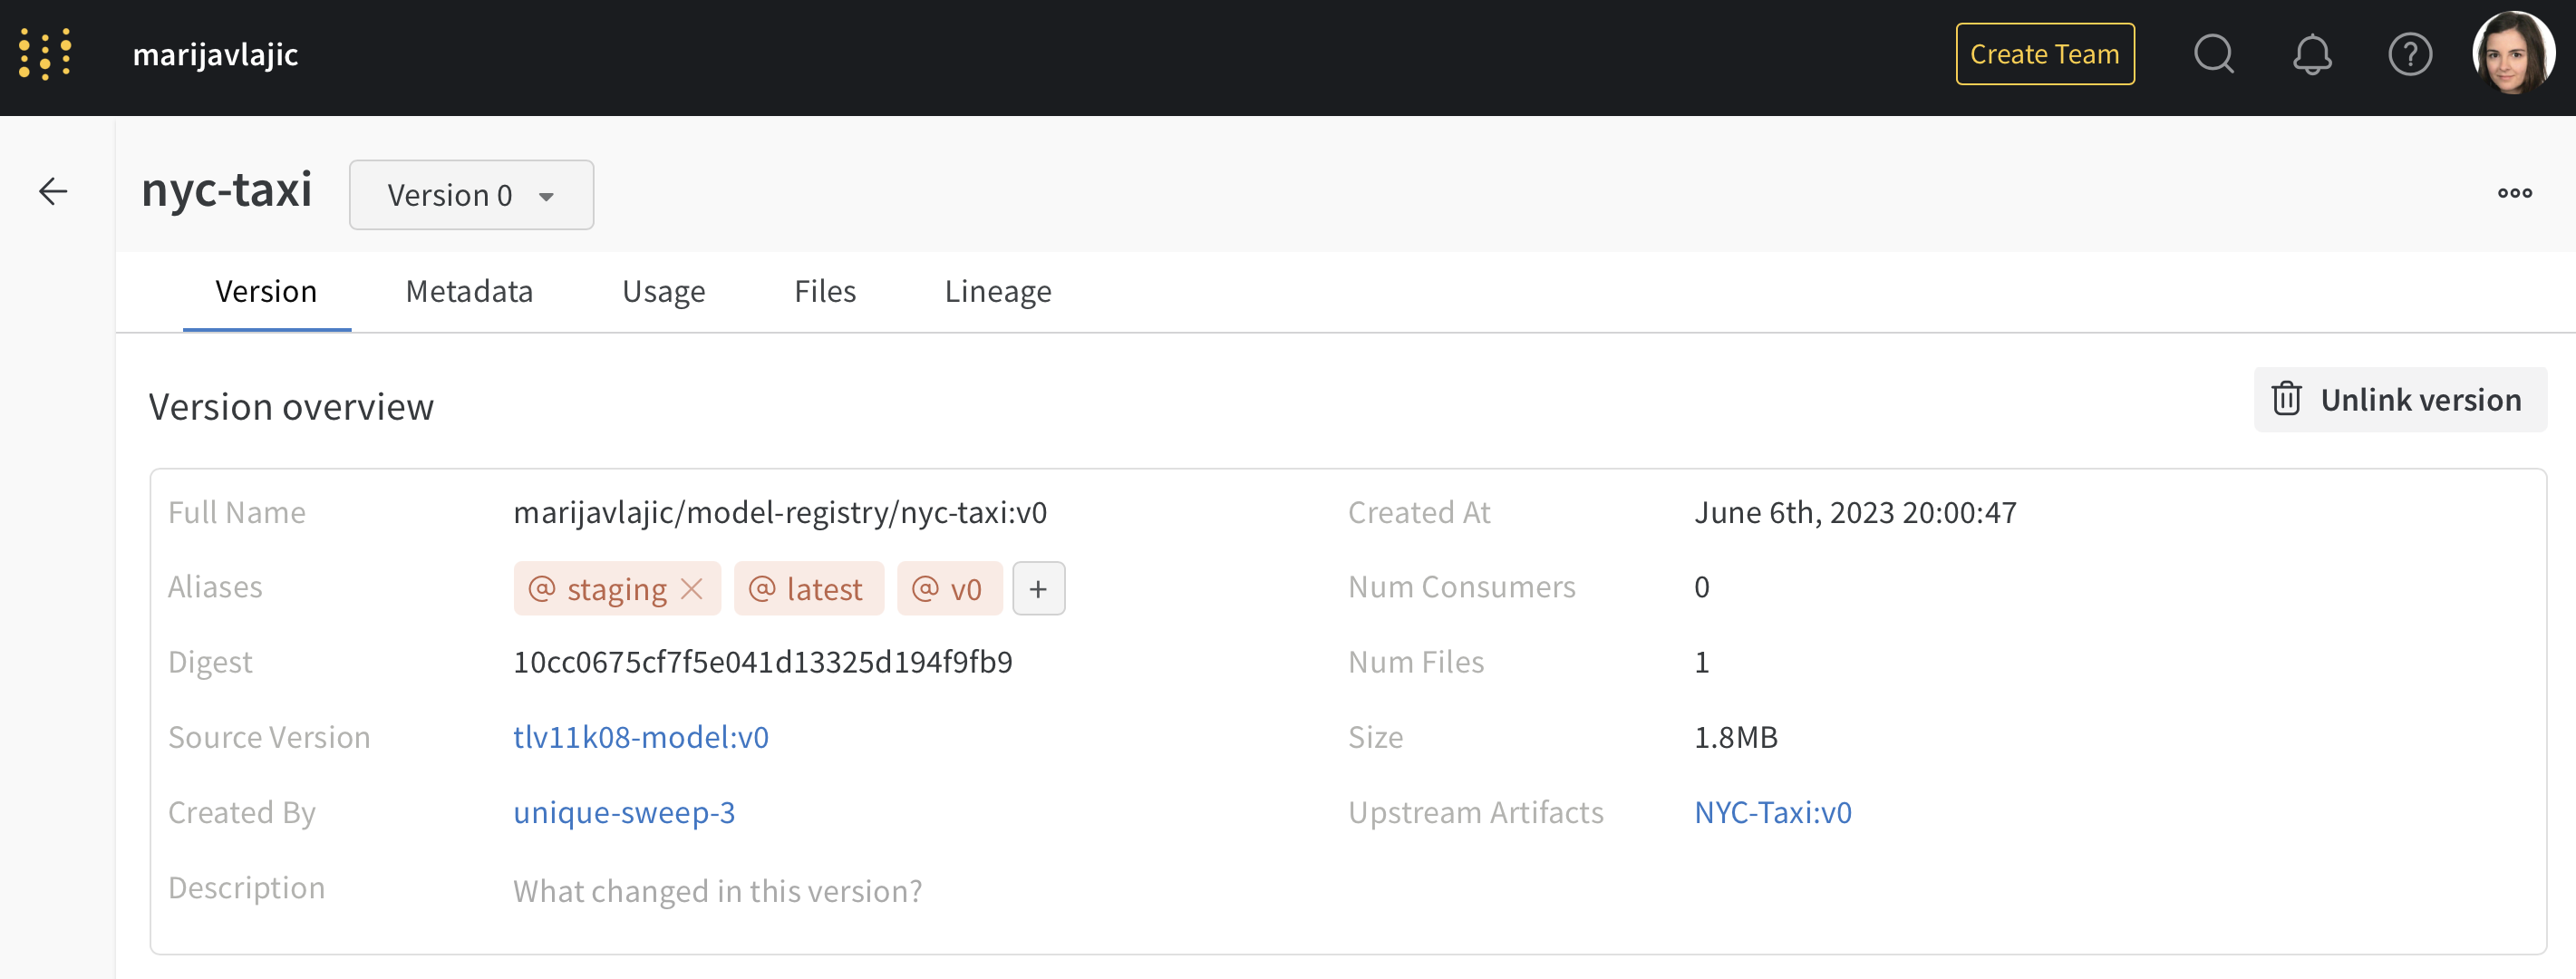 marijavlajic Create Team
nyc-taxi Version 0
Version Metadata Usage Files Lineage
Version overview Unlink version
Full Name marijavlajic/model-registry/nyc-taxi:v0 Created At June 6th, 2023 20:00:47
Aliases @ staging @ latest @ v0 + Num Consumers 0
Digest 10cc0675cf7f5e041d13325d194f9fb9 Num Files 1
Source Version tlv11k08-model:v0 Size 1.8MB
Created By unique-sweep-3 Upstream Artifacts NYC-Taxi:v0
Description What changed in this version?